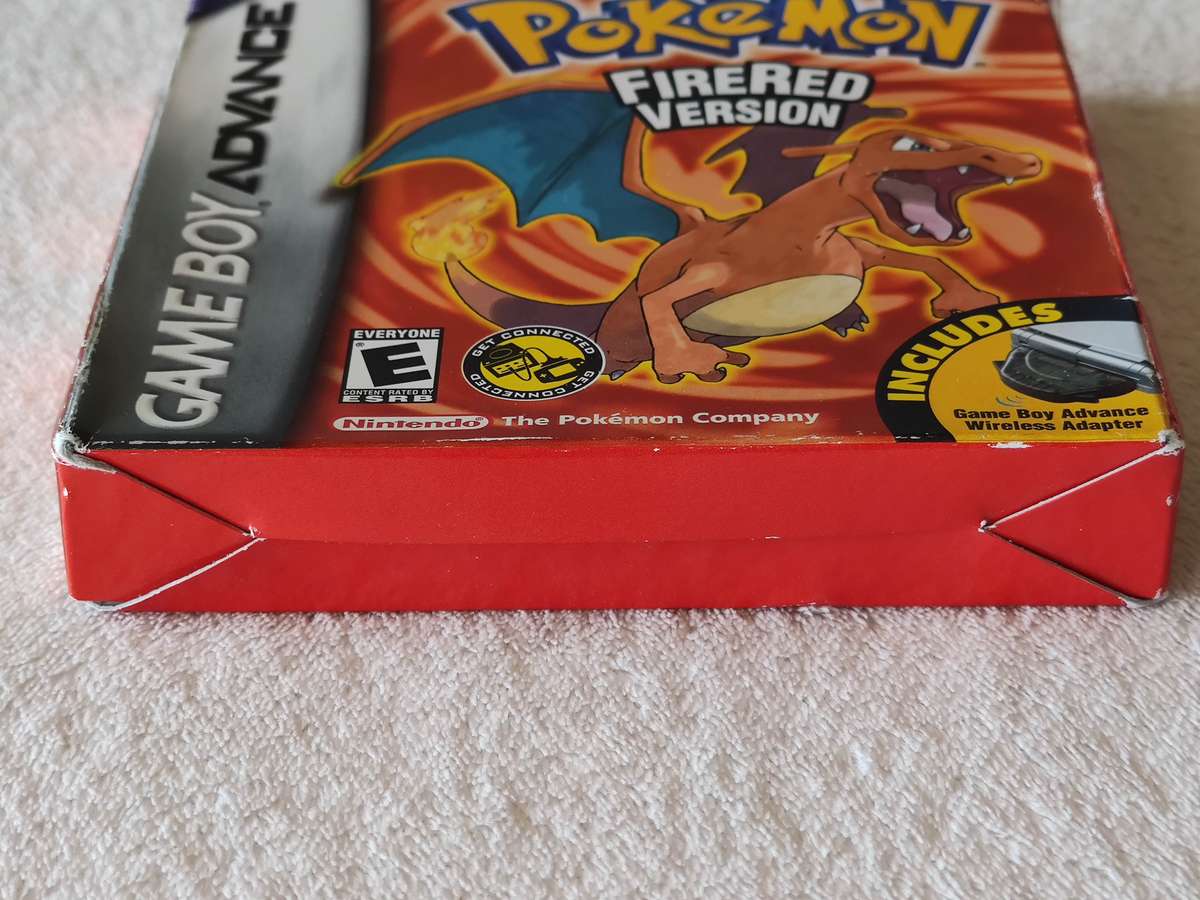 GAME BOY ADVANCE
POKéMON
FIRERED
VERSION
EVERYONE
E
CONTENT RATED BY
ESRB
GET CONNECTED
GET CONNECTED
Nintendo®
The Pokémon Company
INCLUDES
Game Boy Advance
Wireless Adapter